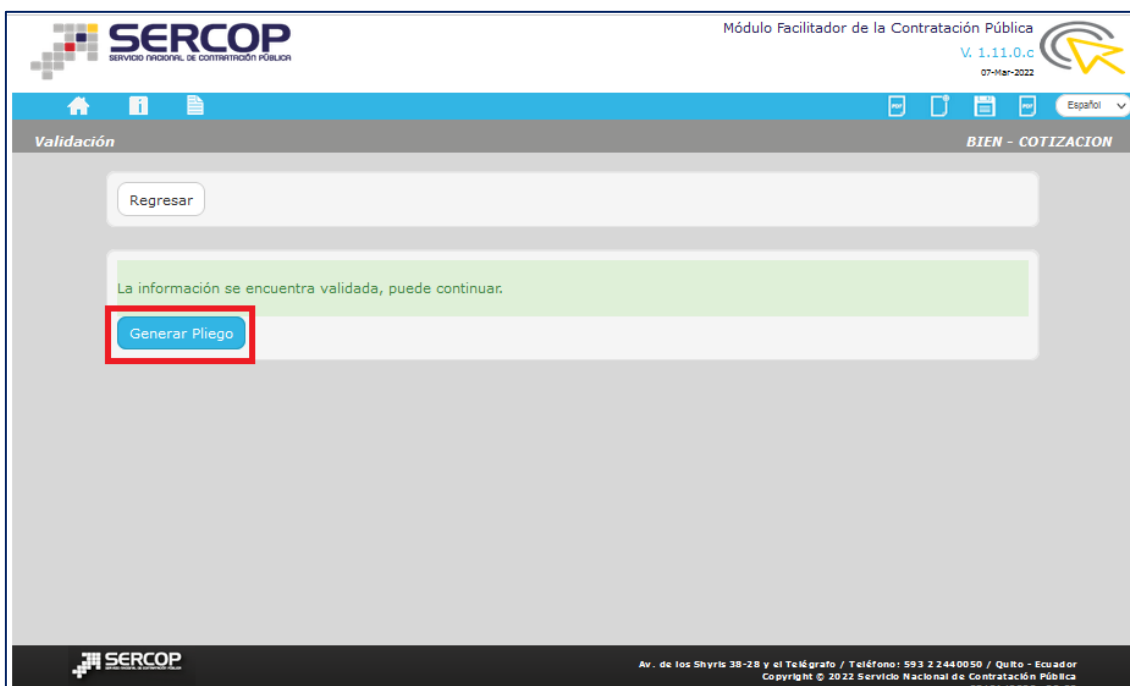 SERCOP
SERVICIO NACIONAL DE CONTRATACIÓN PÚBLICA
Módulo Facilitador de la Contratación Pública
V. 1.11.0.c
07-Mar-2022
Español
Validación
BIEN - COTIZACION
Regresar
La información se encuentra validada, puede continuar.
Generar Pliego
SERCOP
Av. de los Shyris 38-28 y el Telégrafo / Teléfono: 593 2 2440050 / Quito - Ecuador
Copyright © 2022 Servicio Nacional de Contratación Pública